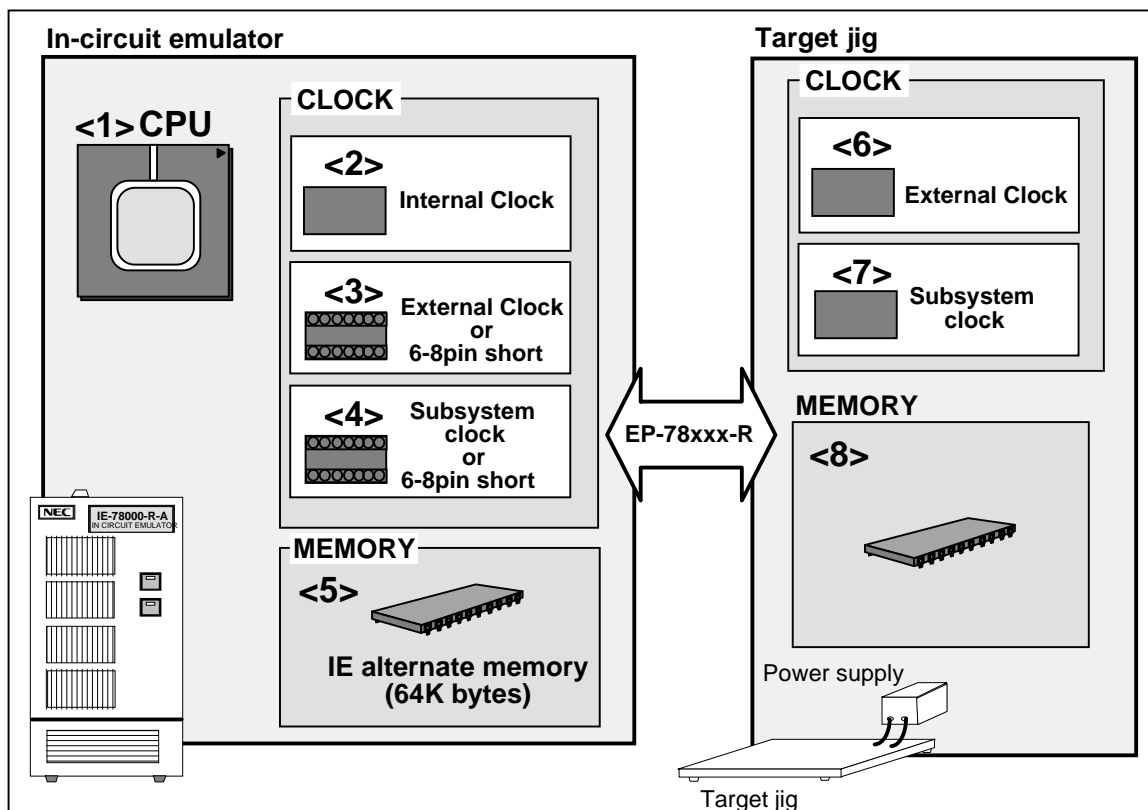 In-circuit emulator
<1> CPU
CLOCK
<2>
Internal Clock
<3>
External Clock
or
6-8pin short
<4>
Subsystem
clock
or
6-8pin short
NEC
IE-78000-R-A
IN CIRCUIT EMULATOR
MEMORY
<5>
IE alternate memory
(64K bytes)
EP-78xxx-R
Target jig
CLOCK
<6>
External Clock
<7>
Subsystem
clock
MEMORY
<8>
Power supply
Target jig